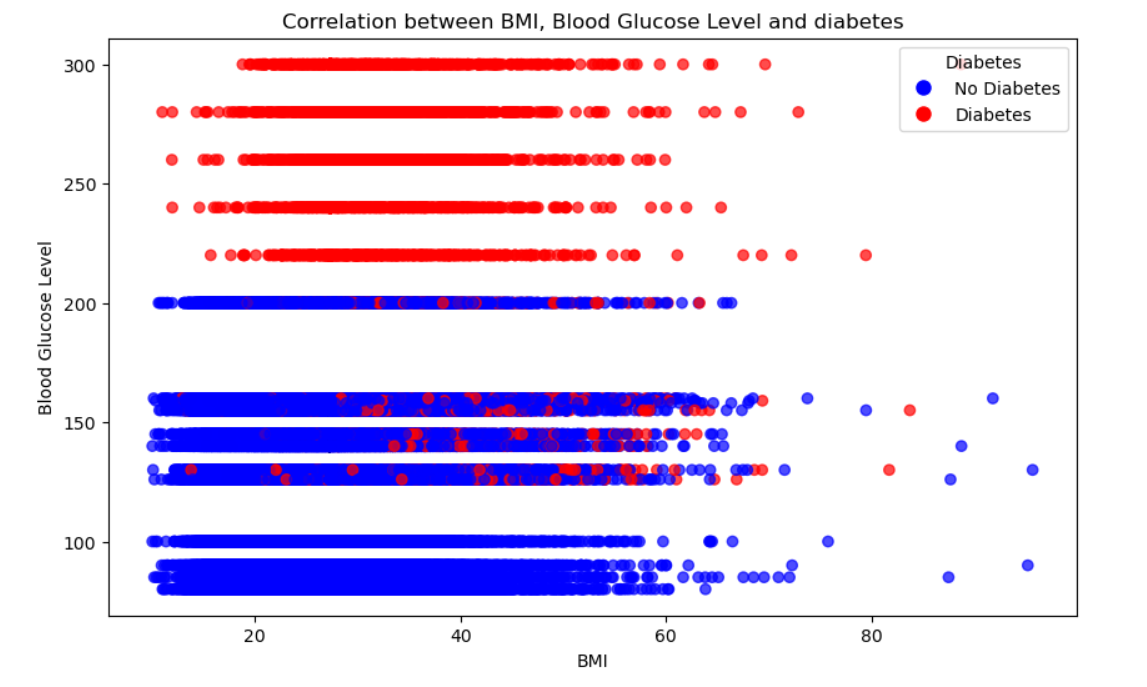 Correlation between BMI, Blood Glucose Level and diabetes
Diabetes
No Diabetes
Diabetes
Blood Glucose Level
300
250
200
150
100
20 40 60 80
BMI